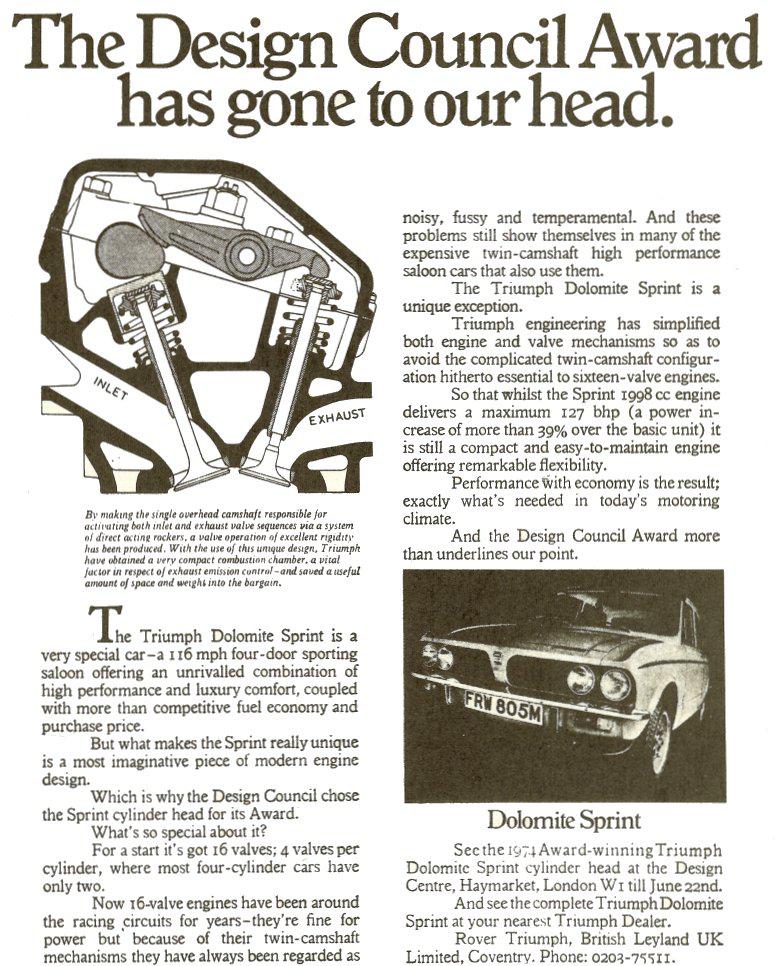 The Design Council Award
has gone to our head.
INLET
EXHAUST
By making the single overhead camshaft responsible for
activating both inlet and exhaust valve sequences via a system
of direct acting rockers, a valve operation of excellent rigidity
has been produced. With the use of this unique design, Triumph
have obtained a very compact combustion chamber, a vital
factor in respect of exhaust emission control–and saved a useful
amount of space and weight into the bargain.
The Triumph Dolomite Sprint is a
very special car–a 116 mph four-door sporting
saloon offering an unrivalled combination of
high performance and luxury comfort, coupled
with more than competitive fuel economy and
purchase price.
But what makes the Sprint really unique
is a most imaginative piece of modern engine
design.
Which is why the Design Council chose
the Sprint cylinder head for its Award.
What's so special about it?
For a start it's got 16 valves; 4 valves per
cylinder, where most four-cylinder cars have
only two.
Now 16-valve engines have been around
the racing circuits for years–they're fine for
power but because of their twin-camshaft
mechanisms they have always been regarded as
noisy, fussy and temperamental. And these
problems still show themselves in many of the
expensive twin-camshaft high performance
saloon cars that also use them.
The Triumph Dolomite Sprint is a
unique exception.
Triumph engineering has simplified
both engine and valve mechanisms so as to
avoid the complicated twin-camshaft configur-
ation hitherto essential to sixteen-valve engines.
So that whilst the Sprint 1998 cc engine
delivers a maximum 127 bhp (a power in-
crease of more than 39% over the basic unit) it
is still a compact and easy-to-maintain engine
offering remarkable flexibility.
Performance with economy is the result;
exactly what's needed in today's motoring
climate.
And the Design Council Award more
than underlines our point.
FRW 805M
Dolomite Sprint
See the 1974 Award-winning Triumph
Dolomite Sprint cylinder head at the Design
Centre, Haymarket, London W1 till June 22nd.
And see the complete Triumph Dolomite
Sprint at your nearest Triumph Dealer.
Rover Triumph, British Leyland UK
Limited, Coventry. Phone: 0203-75511.